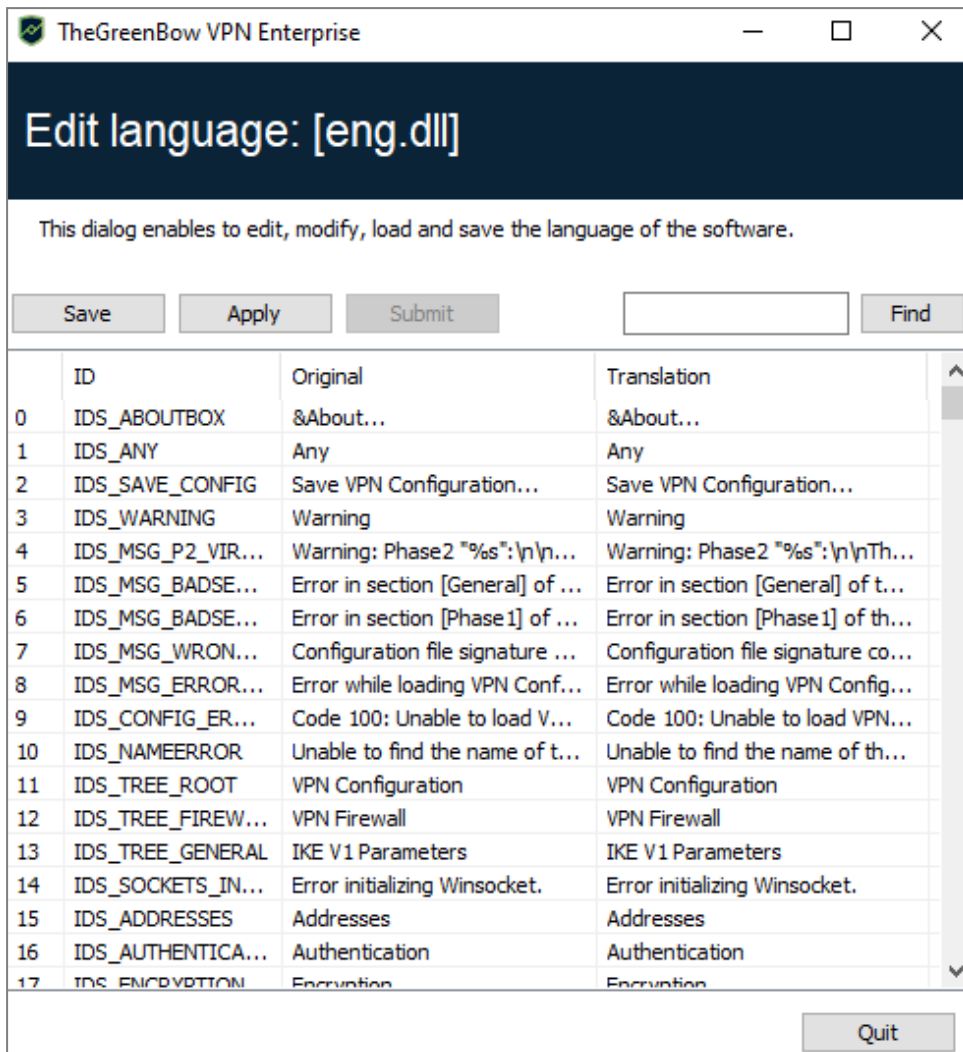 TheGreenBow VPN Enterprise
Edit language: [eng.dll]
This dialog enables to edit, modify, load and save the language of the software.
Save Apply Submit Find
ID Original Translation
0 IDS_ABOUTBOX &About... &About...
1 IDS_ANY Any Any
2 IDS_SAVE_CONFIG Save VPN Configuration... Save VPN Configuration...
3 IDS_WARNING Warning Warning
4 IDS_MSG_P2_VIR... Warning: Phase2 "%s":\n\n... Warning: Phase2 "%s":\n\nTh...
5 IDS_MSG_BADSE... Error in section [General] of ... Error in section [General] of t...
6 IDS_MSG_BADSE... Error in section [Phase1] of ... Error in section [Phase1] of th...
7 IDS_MSG_WRON... Configuration file signature ... Configuration file signature co...
8 IDS_MSG_ERROR... Error while loading VPN Conf... Error while loading VPN Config...
9 IDS_CONFIG_ER... Code 100: Unable to load V... Code 100: Unable to load VPN...
10 IDS_NAMEERROR Unable to find the name of t... Unable to find the name of th...
11 IDS_TREE_ROOT VPN Configuration VPN Configuration
12 IDS_TREE_FIREW... VPN Firewall VPN Firewall
13 IDS_TREE_GENERAL IKE V1 Parameters IKE V1 Parameters
14 IDS_SOCKETS_IN... Error initializing Winsocket. Error initializing Winsocket.
15 IDS_ADDRESSES Addresses Addresses
16 IDS_AUTHENTICA... Authentication Authentication
17 IDS_ENCRYPTION Encryption Encryption
Quit